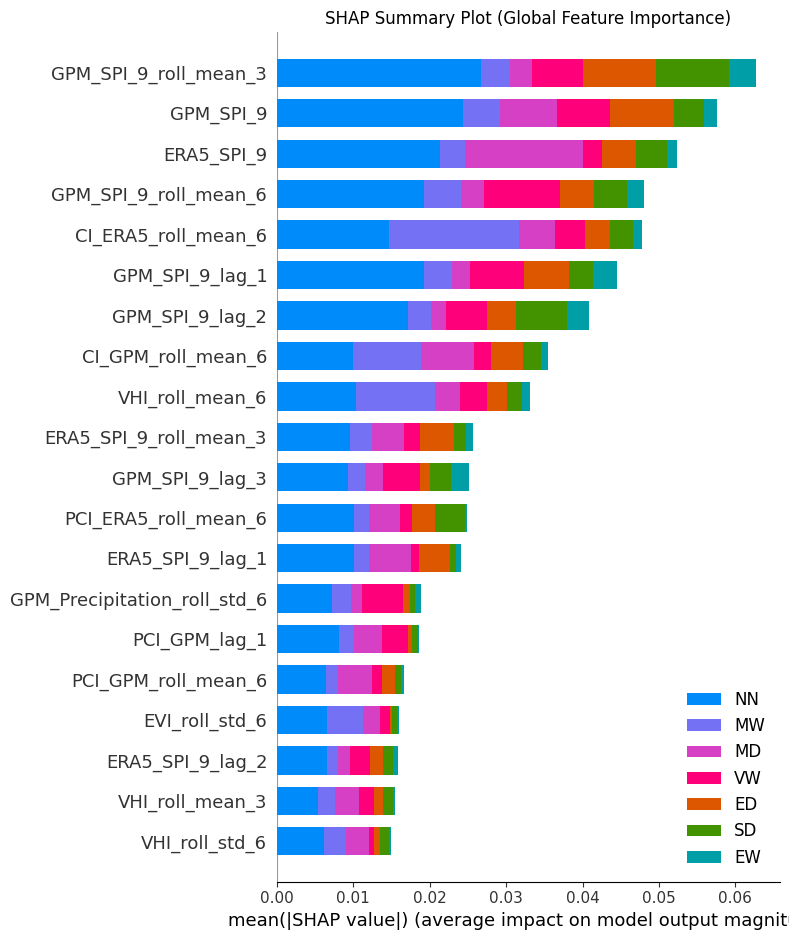 SHAP Summary Plot (Global Feature Importance)
GPM_SPI_9_roll_mean_3
GPM_SPI_9
ERA5_SPI_9
GPM_SPI_9_roll_mean_6
CI_ERA5_roll_mean_6
GPM_SPI_9_lag_1
GPM_SPI_9_lag_2
CI_GPM_roll_mean_6
VHI_roll_mean_6
ERA5_SPI_9_roll_mean_3
GPM_SPI_9_lag_3
PCI_ERA5_roll_mean_6
ERA5_SPI_9_lag_1
GPM_Precipitation_roll_std_6
PCI_GPM_lag_1
PCI_GPM_roll_mean_6
EVI_roll_std_6
ERA5_SPI_9_lag_2
VHI_roll_mean_3
VHI_roll_std_6
NN
MW
MD
VW
ED
SD
EW
0.00 0.01 0.02 0.03 0.04 0.05 0.06
mean(|SHAP value|) (average impact on model output magnitu